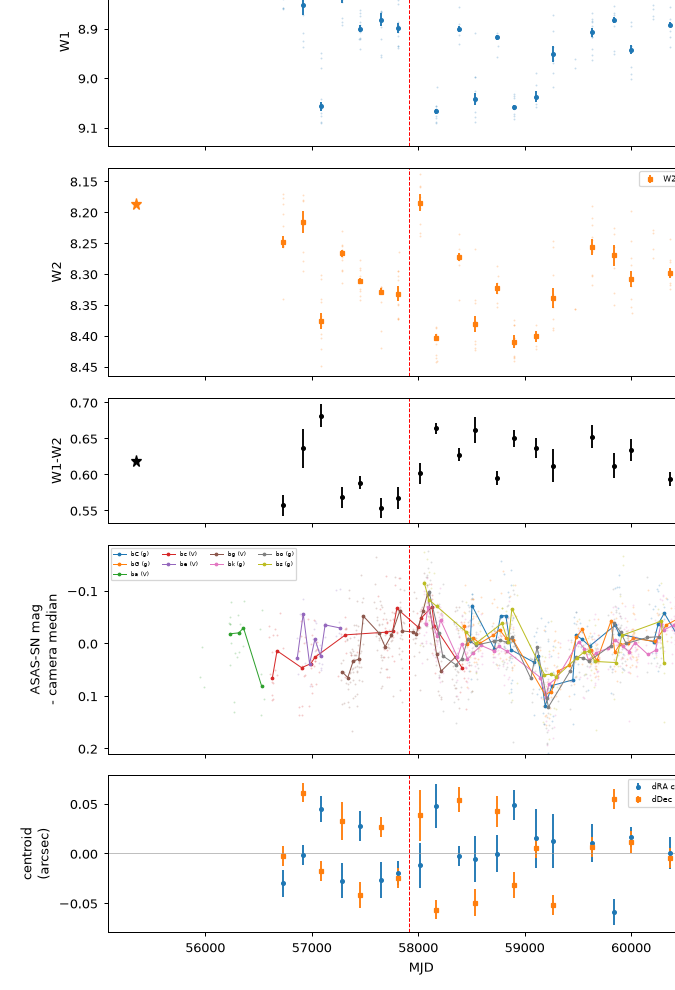 8.9
9.0
9.1
W1
8.15
8.20
8.25
8.30
8.35
8.40
8.45
W2
W2
0.70
0.65
0.60
0.55
W1-W2
bC (g)
bc (V)
bg (V)
bo (g)
bG (g)
be (V)
bk (g)
bs (g)
ba (V)
−0.1
0.0
0.1
0.2
ASAS-SN mag
- camera median
dRA c
dDec
0.05
0.00
−0.05
centroid
(arcsec)
56000 57000 58000 59000 60000
MJD